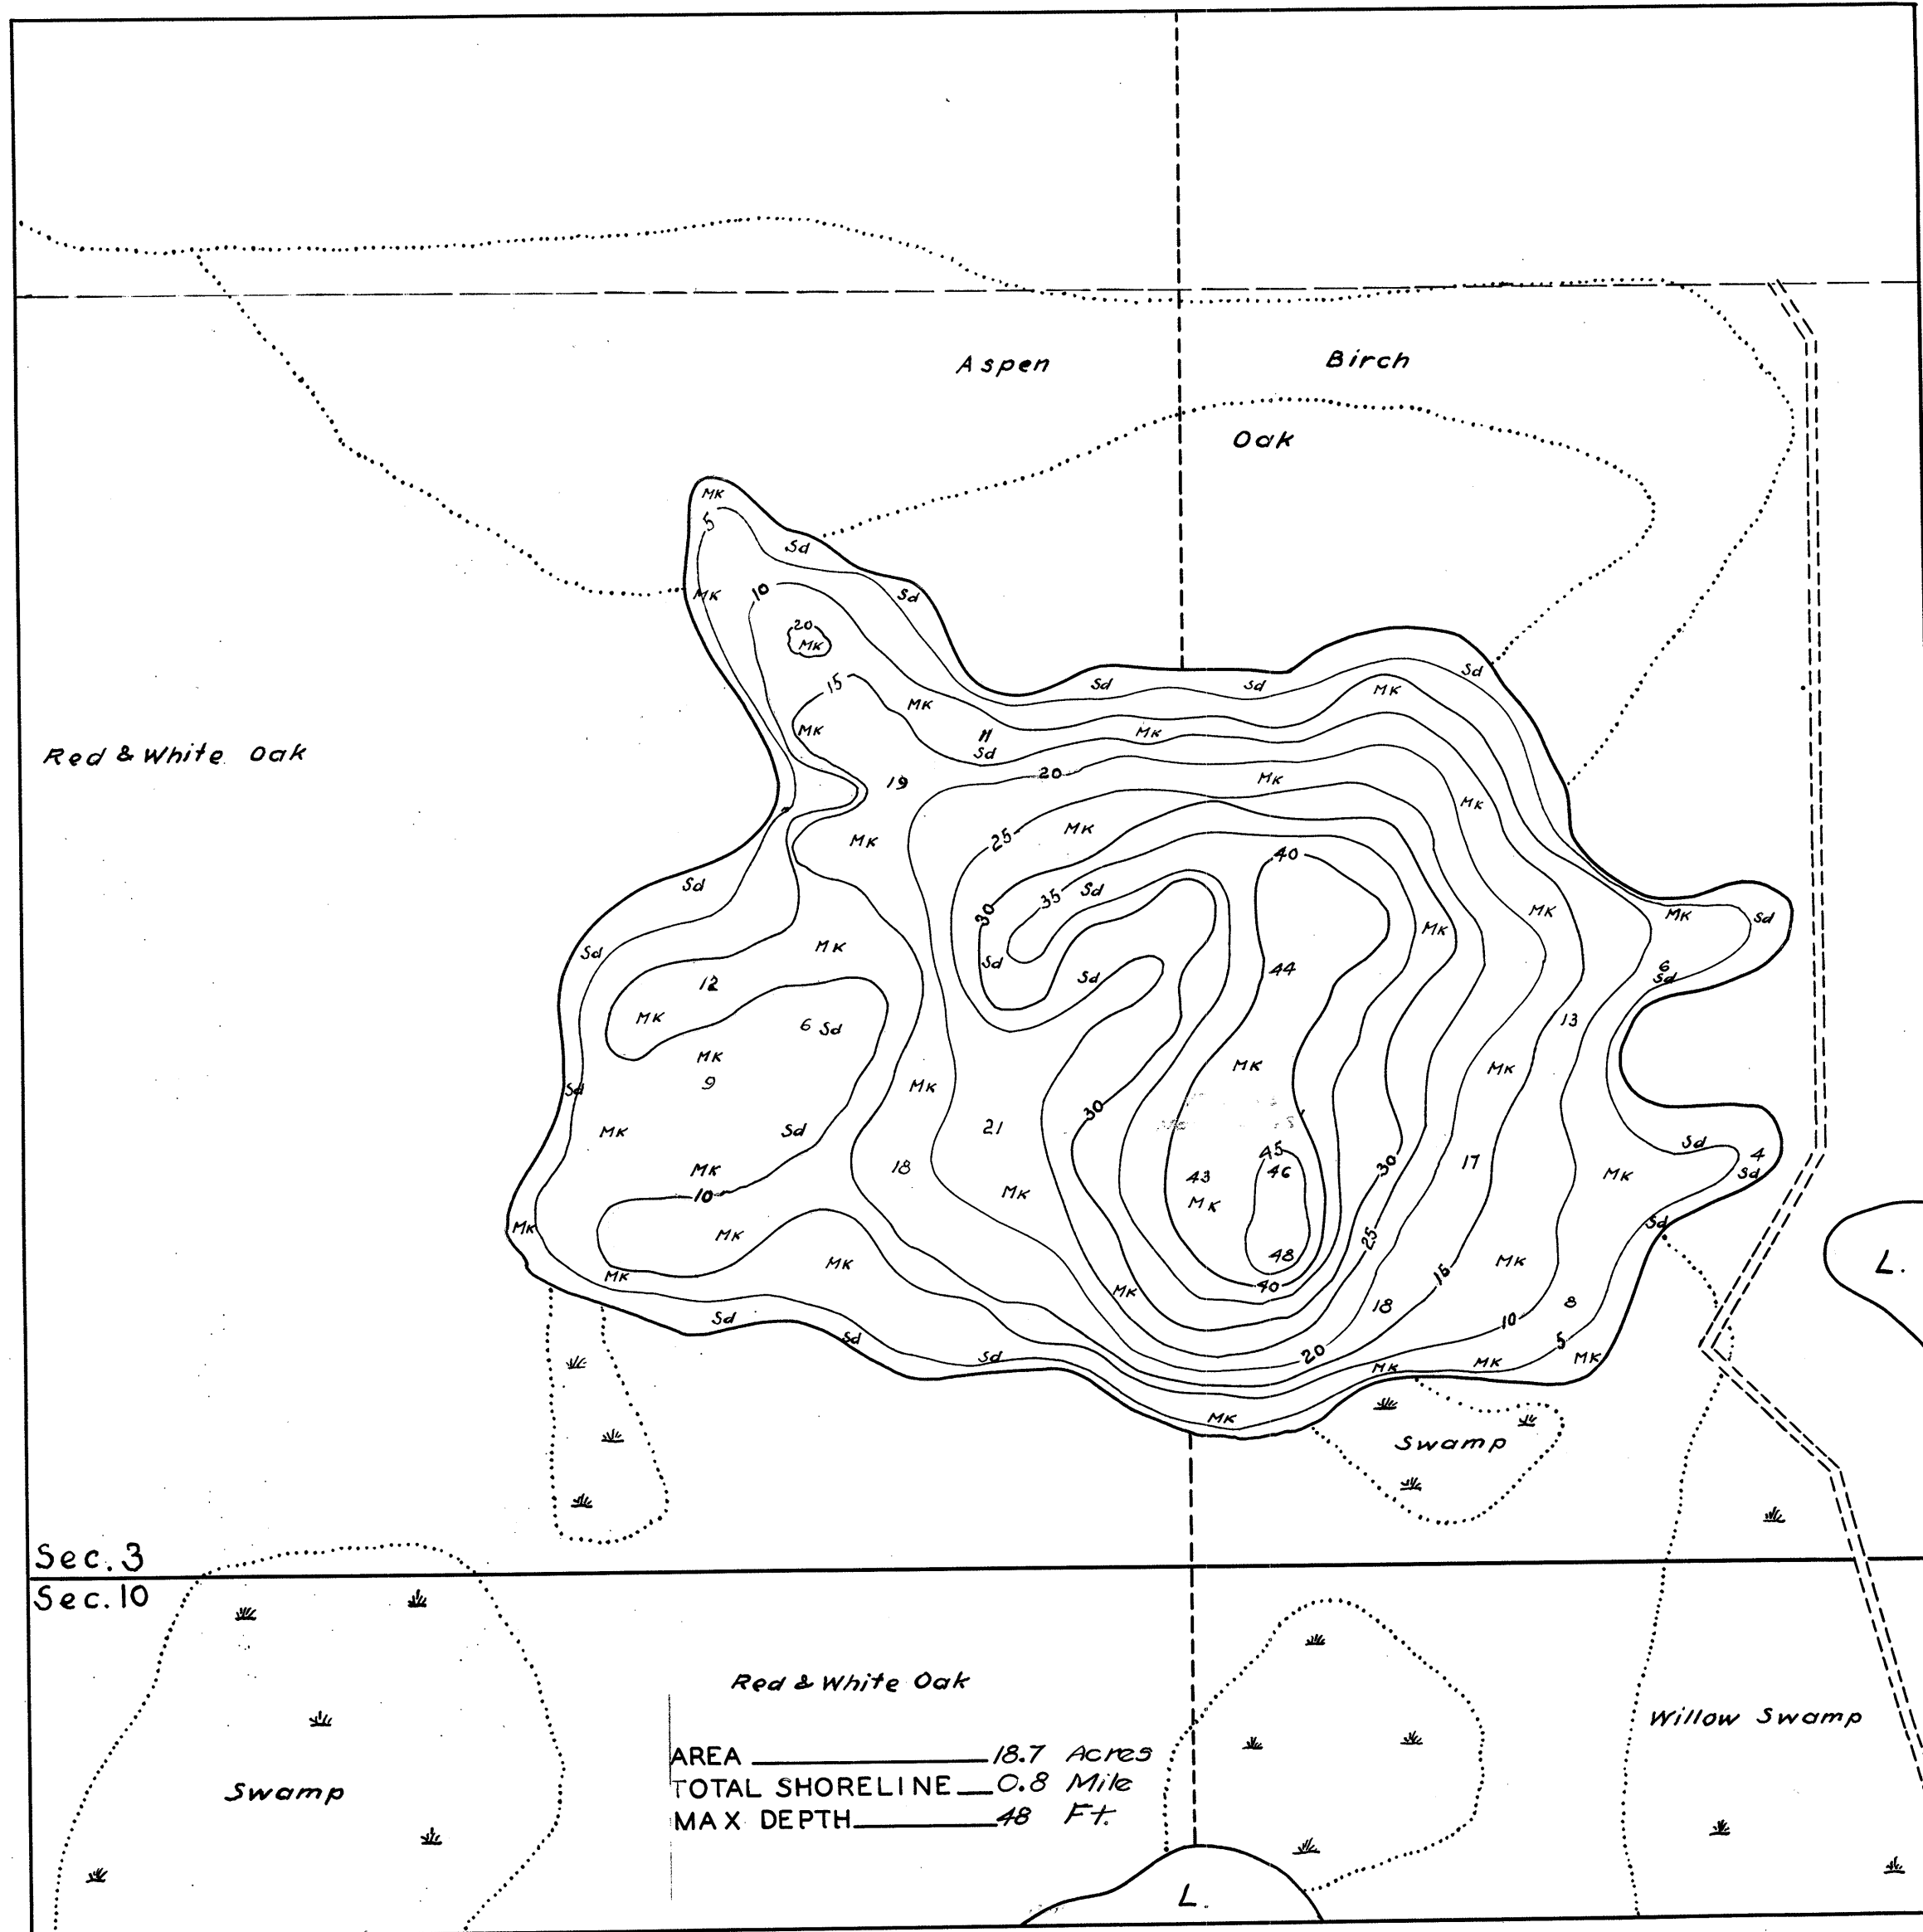 Aspen Birch
Oak
MK
5
Sd
MK 10 Sd
20
MK
Sd
15 Sd Sd MK
MK
MK MK
11
Sd
Red & White Oak
19 20 MK
MK
25 MK
MK
40
Sd 35 Sd
30 MK MK Sd
MK
Sd MK
Sd 44 6
12 Sd Sd
MK 6 Sd 13
MK
9 MK MK MK
Sd
30
MK Sd 21
Sd
45 4
MK 18 43 46 30 17 MK Sd
10 MK MK
MK MK Sd
25
MK MK 48 MK
MK 40 15
18 8
Sd 10
Sd 5
Sd 20 MK MK MK
MK
L.
Swamp
Sec. 3
Sec. 10
Red & White Oak
Willow Swamp
AREA 18.7 Acres
TOTAL SHORELINE 0.8 Mile
MAX DEPTH 48 Ft.
Swamp
L.